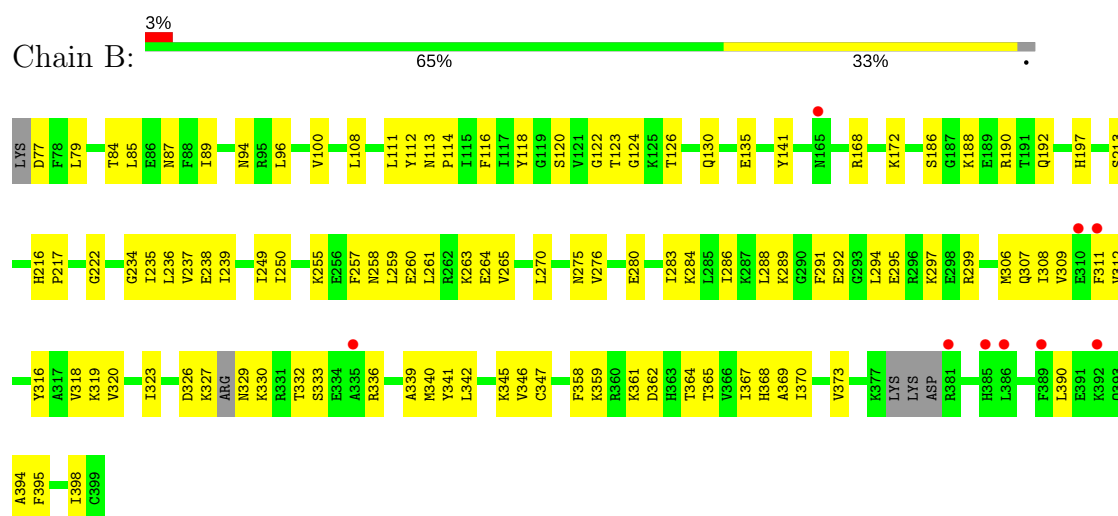 3%
Chain B:
65% 33% •
LYS D77 F78 L79 T84 L85 E86 N87 F88 I89 N94 R95 L96 V100 L108 L111 Y112 N113 P114 I115 F116 I117 Y118 G119 S120 V121 G122 T123 G124 K125 T126 Q130 E135 Y141 N165 R168 K172 S186 G187 K188 E189 R190 T191 Q192 H197 S213
H216 P217 G222 G234 I235 L236 V237 E238 I239 I249 I250 K255 E256 F257 N258 L259 E260 L261 R262 K263 E264 V265 L270 N275 V276 E280 I283 K284 L285 I286 K287 L288 K289 G290 F291 E292 G293 L294 E295 R296 K297 E298 R299 M306 Q307 I308 V309 E310 F311 V312
Y316 A317 V318 K319 V320 I323 D326 K327 ARG N329 K330 R331 T332 S333 E334 A335 R336 A339 M340 Y341 L342 K345 V346 C347 F358 K359 R360 K361 D362 H363 T364 T365 V366 I367 H368 A369 I370 V373 K377 LYS LYS ASP R381 H385 L386 F389 L390 E391 K392 Q393
A394 F395 I398 C399